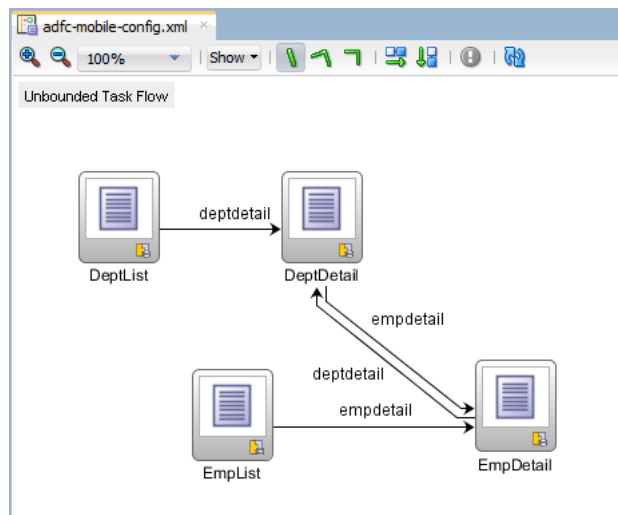 adfc-mobile-config.xml
100%
Show
Unbounded Task Flow
deptdetail
DeptList
DeptDetail
empdetail
deptdetail
empdetail
EmpList
EmpDetail